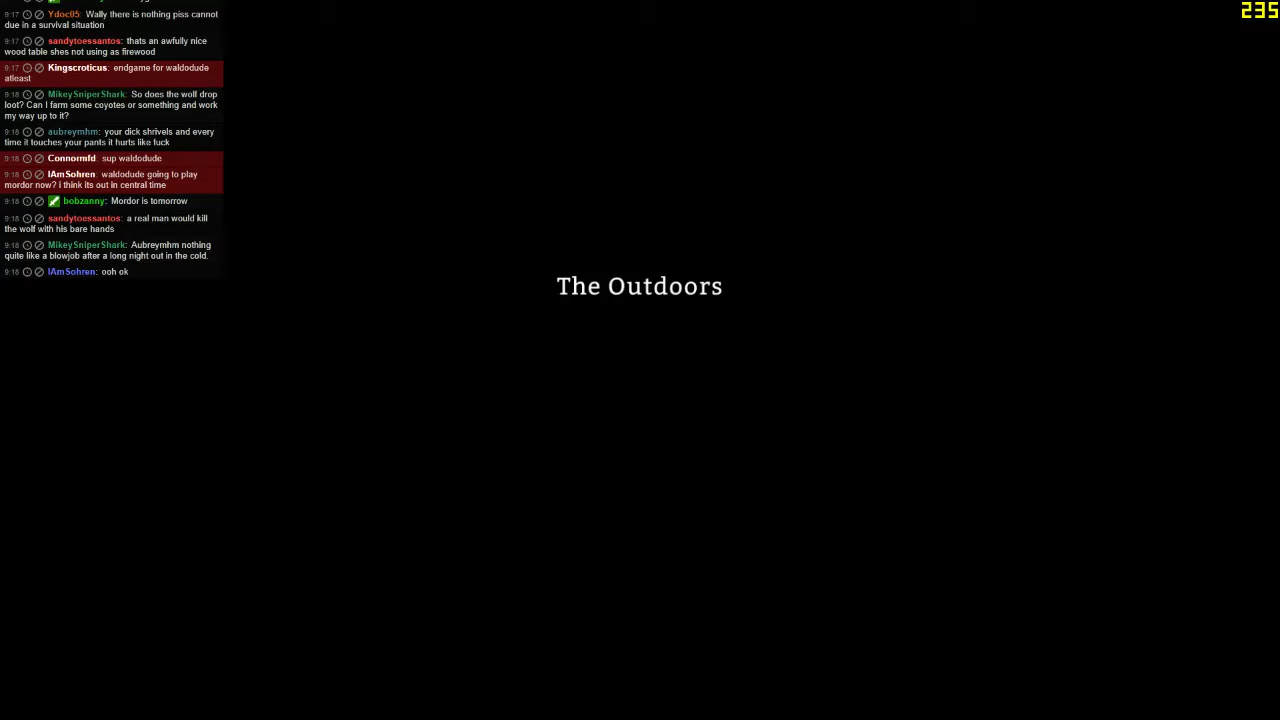 9:17 Ydoc05: Wally there is nothing piss cannot
due in a survival situation
9:17 sandytoessantos: thats an awfully nice
wood table shes not using as firewood
9:17 Kingscroticus: endgame for waldodude
atleast
9:18 MikeySniperShark: So does the wolf drop
loot? Can I farm some coyotes or something and work
my way up to it?
9:18 aubreymhm: your dick shrivels and every
time it touches your pants it hurts like fuck
9:18 Connormfd: sup waldodude
9:18 IAmSohren: waldodude going to play
mordor now? i think its out in central time
9:18 bobzanny: Mordor is tomorrow
9:18 sandytoessantos: a real man would kill
the wolf with his bare hands
9:18 MikeySniperShark: Aubreymhm nothing
quite like a blowjob after a long night out in the cold.
9:18 IAmSohren: ooh ok
The Outdoors
235